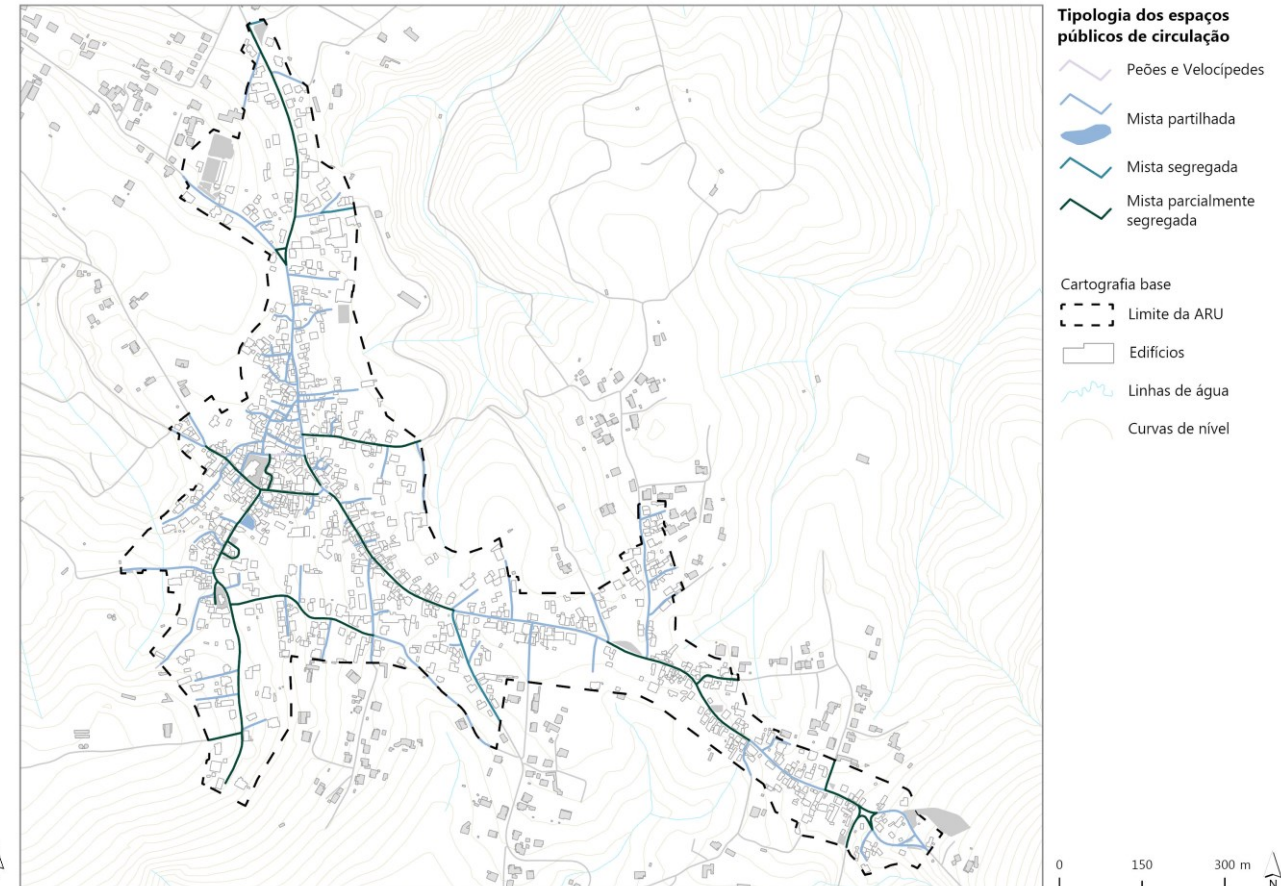 Tipologia dos espaços
públicos de circulação
Peões e Velocípedes
Mista partilhada
Mista segregada
Mista parcialmente
segregada
Cartografia base
Limite da ARU
Edifícios
Linhas de água
Curvas de nível
0 150 300 m